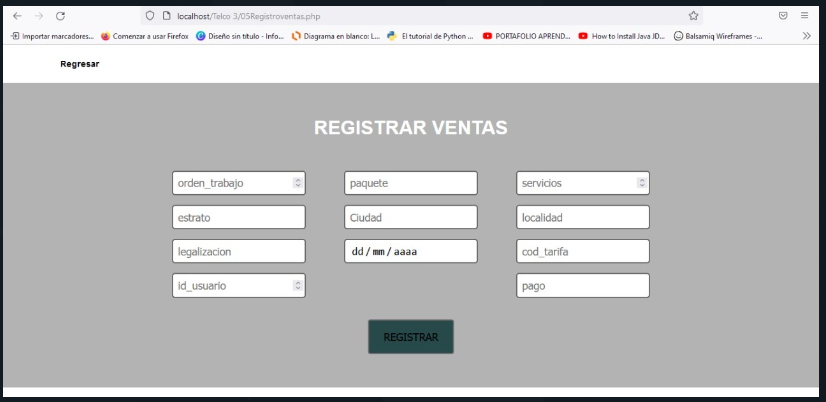 localhost/Telco 3/05Registroventas.php
Importar marcadores... Comenzar a usar Firefox Diseño sin título - Info... Diagrama en blanco: L... El tutorial de Python ... PORTAFOLIO APREND... How to Install Java JD... Balsamiq Wireframes -...
Regresar
REGISTRAR VENTAS
orden_trabajo paquete servicios
estrato Ciudad localidad
legalizacion dd / mm / aaaa cod_tarifa
id_usuario pago
REGISTRAR